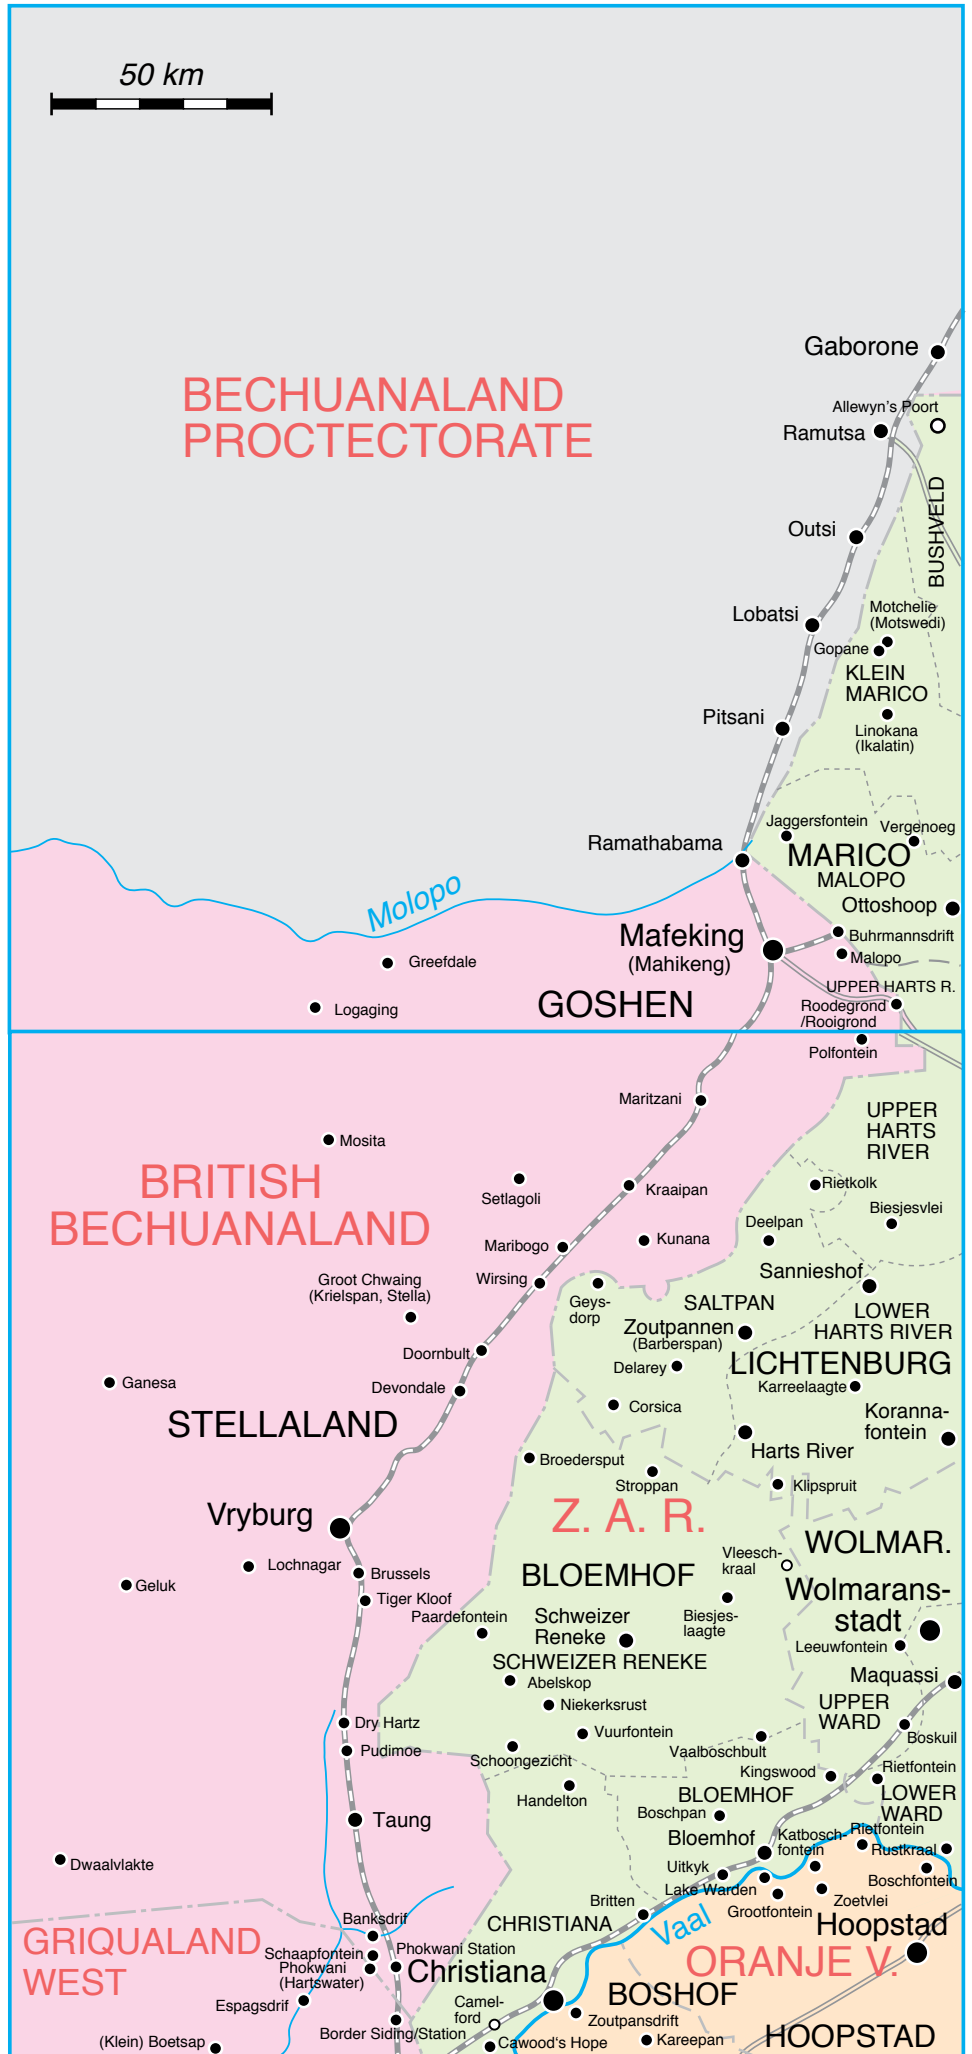 50 km
Gaborone
BECHUANALAND
PROCTECTORATE
Allewyn's Poort
Ramutsa
BUSHVELD
Outsi
Lobatsi
Motchelie
(Motswedi)
Gopane
KLEIN
MARICO
Pitsani
Linokana
(Ikalatin)
Jaggersfontein
Vergenoeg
Ramathabama
MARICO
MALOPO
Molopo
Ottoshoop
Mafeking
(Mahikeng)
Buhrmannsdrift
Malopo
Greefdale
UPPER HARTS R.
GOSHEN
Logaging
Roodegrond
/Rooigrond
Polfontein
Maritzani
UPPER
HARTS
RIVER
Mosita
BRITISH
BECHUANALAND
Setlagoli
Kraaipan
Rietkolk
Biesjesvlei
Deelpan
Maribogo
Kunana
Groot Chwaing
(Krielspan, Stella)
Wirsing
Sannieshof
Geys-
dorp
SALTPAN
LOWER
HARTS RIVER
Zoutpannen
(Barberspan)
Doornbult
Delarey
LICHTENBURG
Ganesa
Devondale
Karreelaagte
Corsica
STELLALAND
Koranna-
fontein
Harts River
Broedersput
Stroppan
Klipspruit
Vryburg
Z. A. R.
WOLMAR.
Vleesch-
kraal
Lochnagar
Brussels
BLOEMHOF
Geluk
Tiger Kloof
Wolmarans-
stadt
Paardefontein
Schweizer
Reneke
Biesjes-
laagte
Leeuwfontein
SCHWEIZER RENEKE
Abelskop
Maquassi
Niekerksrust
UPPER
WARD
Dry Hartz
Vuurfontein
Boskuil
Pudimoe
Schoongezicht
Vaalboschbult
Kingswood
Rietfontein
Handelton
BLOEMHOF
LOWER
WARD
Boschpan
Taung
Bloemhof
Katbosch-
fontein
Rietfontein
Rustkraal
Dwaalvlakte
Uitkyk
Boschfontein
Lake Warden
Zoetvlei
Britten
Grootfontein
Banksdrif
CHRISTIANA
Vaal
Hoopstad
GRIQUALAND
WEST
Schaapfontein
Phokwani Station
Phokwani
(Hartswater)
Christiana
ORANJE V.
Espagsdrif
Camel-
ford
BOSHOF
Zoutpansdrift
Border Siding/Station
HOOPSTAD
(Klein) Boetsap
Cawood's Hope
Kareepan